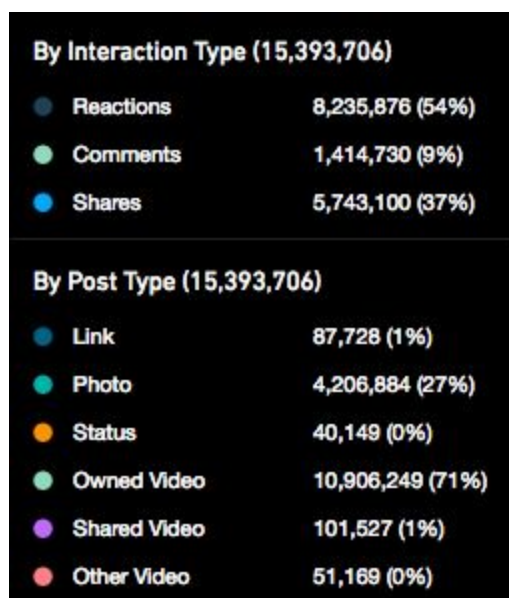 By Interaction Type (15,393,706)
Reactions 8,235,876 (54%)
Comments 1,414,730 (9%)
Shares 5,743,100 (37%)
By Post Type (15,393,706)
Link 87,728 (1%)
Photo 4,206,884 (27%)
Status 40,149 (0%)
Owned Video 10,906,249 (71%)
Shared Video 101,527 (1%)
Other Video 51,169 (0%)